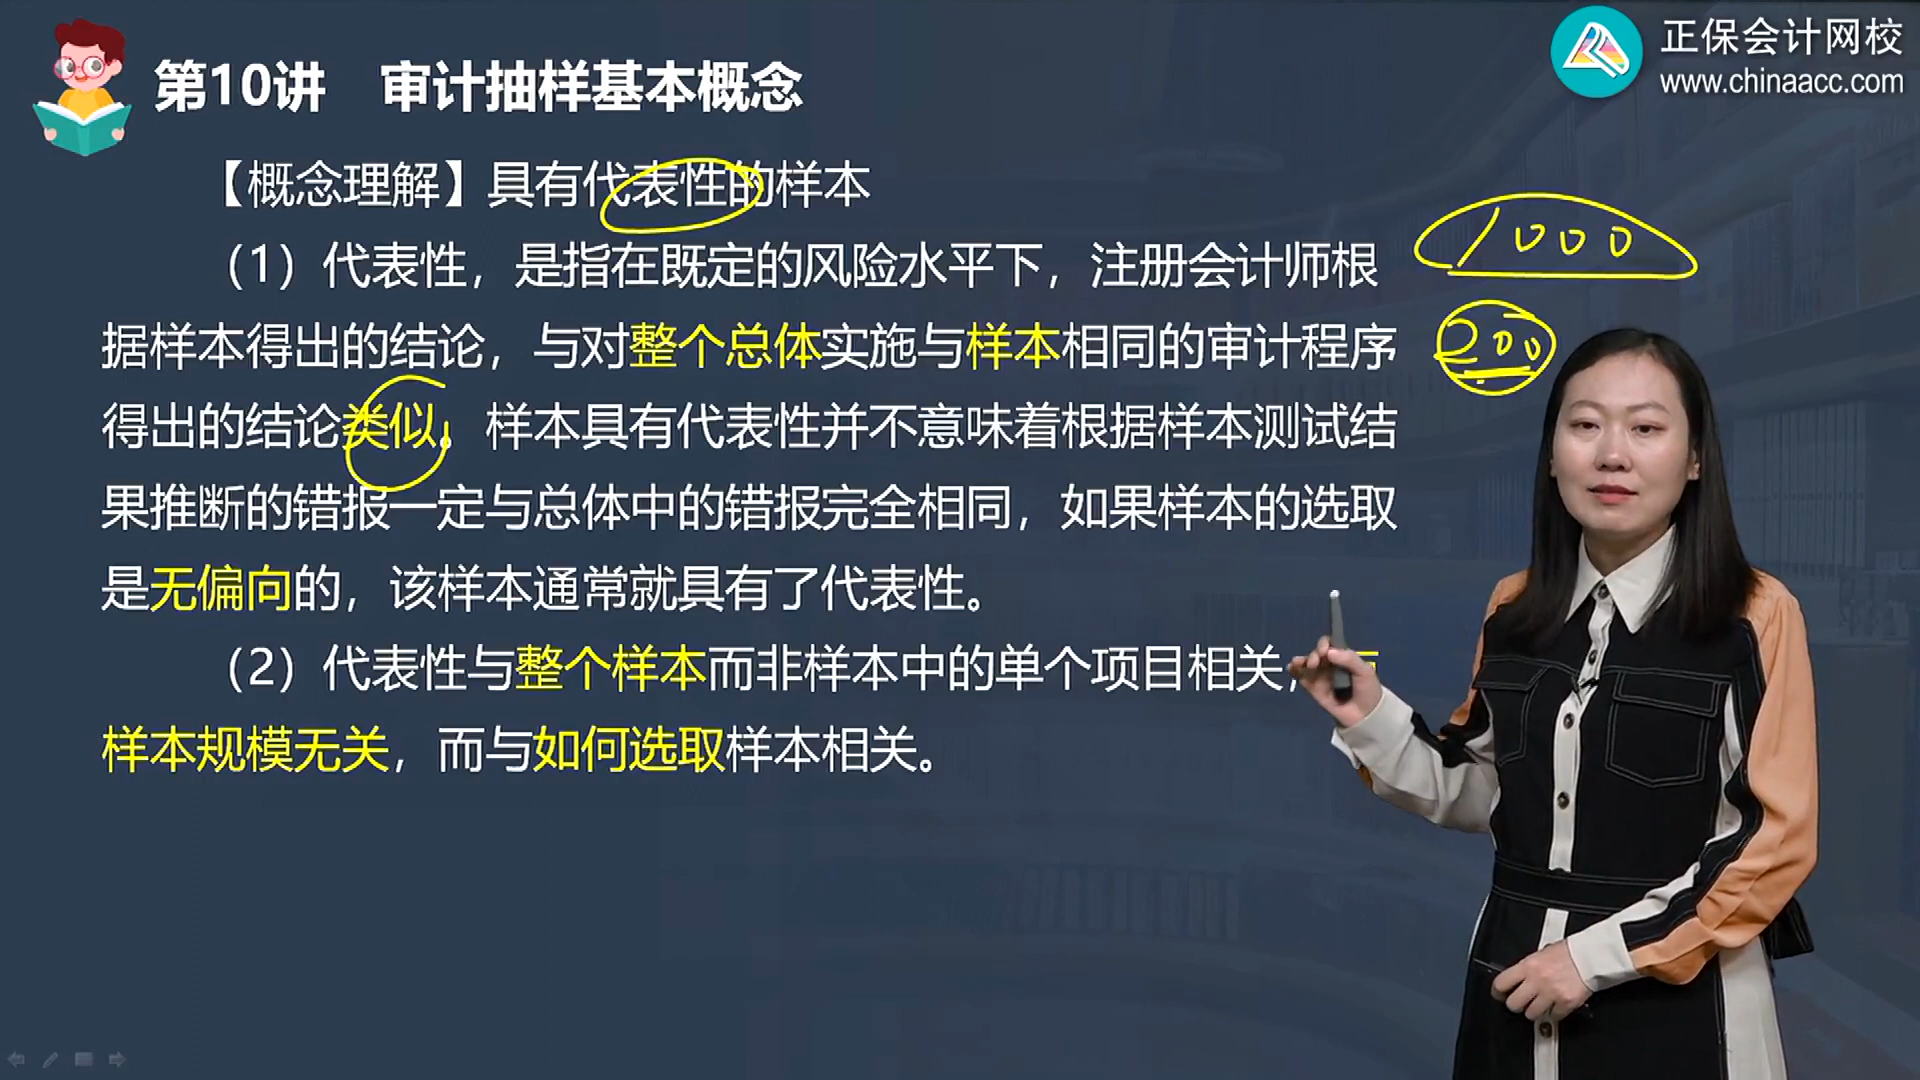 正保会计网校
www.chinaacc.com
第10讲 审计抽样基本概念
【概念理解】具有代表性的样本
1000
（1）代表性，是指在既定的风险水平下，注册会计师根
据样本得出的结论，与对整个总体实施与样本相同的审计程序
200
得出的结论类似。样本具有代表性并不意味着根据样本测试结
果推断的错报一定与总体中的错报完全相同，如果样本的选取
是无偏向的，该样本通常就具有了代表性。
（2）代表性与整个样本而非样本中的单个项目相关，
样本规模无关，而与如何选取样本相关。